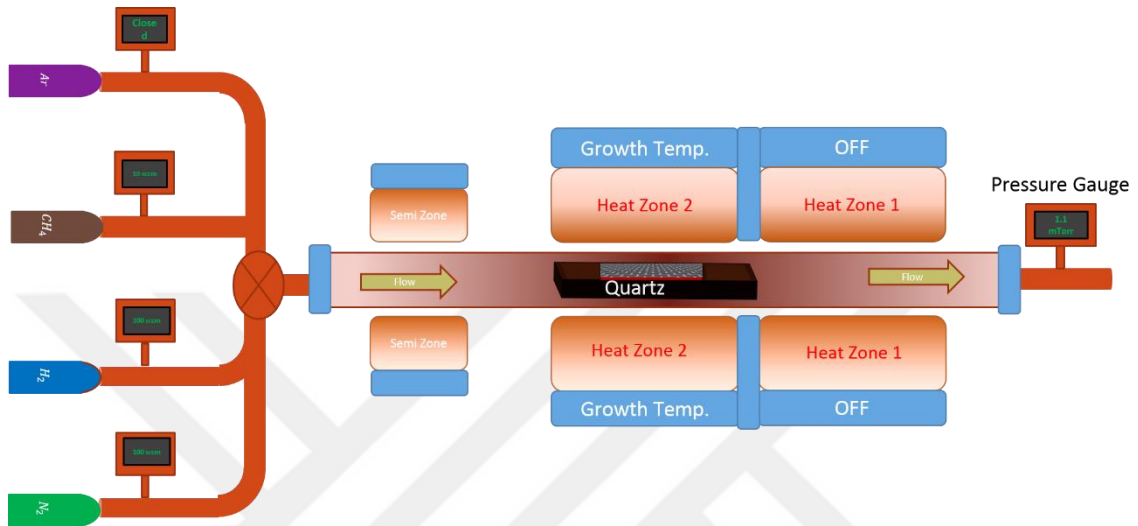 Close
d
Ar
10 sccm
CH₄
100 sccm
H₂
100 sccm
N₂
Semi Zone
Flow
Semi Zone
Growth Temp.
OFF
Heat Zone 2
Heat Zone 1
Quartz
Flow
Heat Zone 2
Heat Zone 1
Growth Temp.
OFF
Pressure Gauge
1.1
mTorr